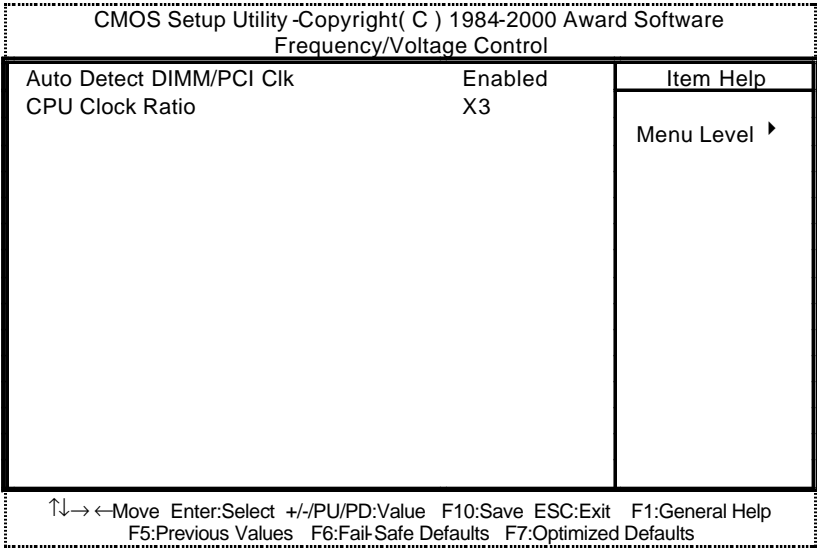 CMOS Setup Utility -Copyright( C ) 1984-2000 Award Software
Frequency/Voltage Control
Auto Detect DIMM/PCI Clk Enabled
CPU Clock Ratio X3
Item Help
Menu Level ▶
↑↓→←Move Enter:Select +/-/PU/PD:Value F10:Save ESC:Exit F1:General Help
F5:Previous Values F6:Fail-Safe Defaults F7:Optimized Defaults